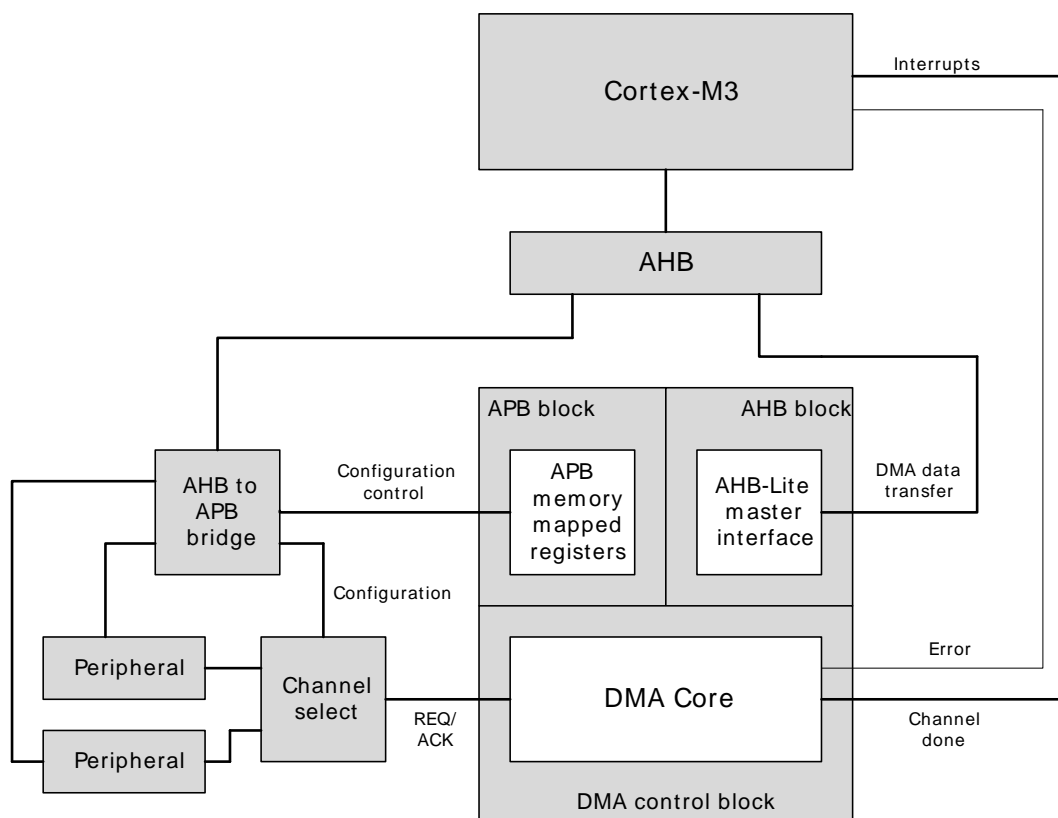 Cortex-M3
Interrupts
AHB
APB block
AHB block
AHB to
APB
bridge
Configuration
control
APB
memory
mapped
registers
AHB-Lite
master
interface
DMA data
transfer
Configuration
Peripheral
Channel
select
Peripheral
REQ/
ACK
DMA Core
Error
Channel
done
DMA control block